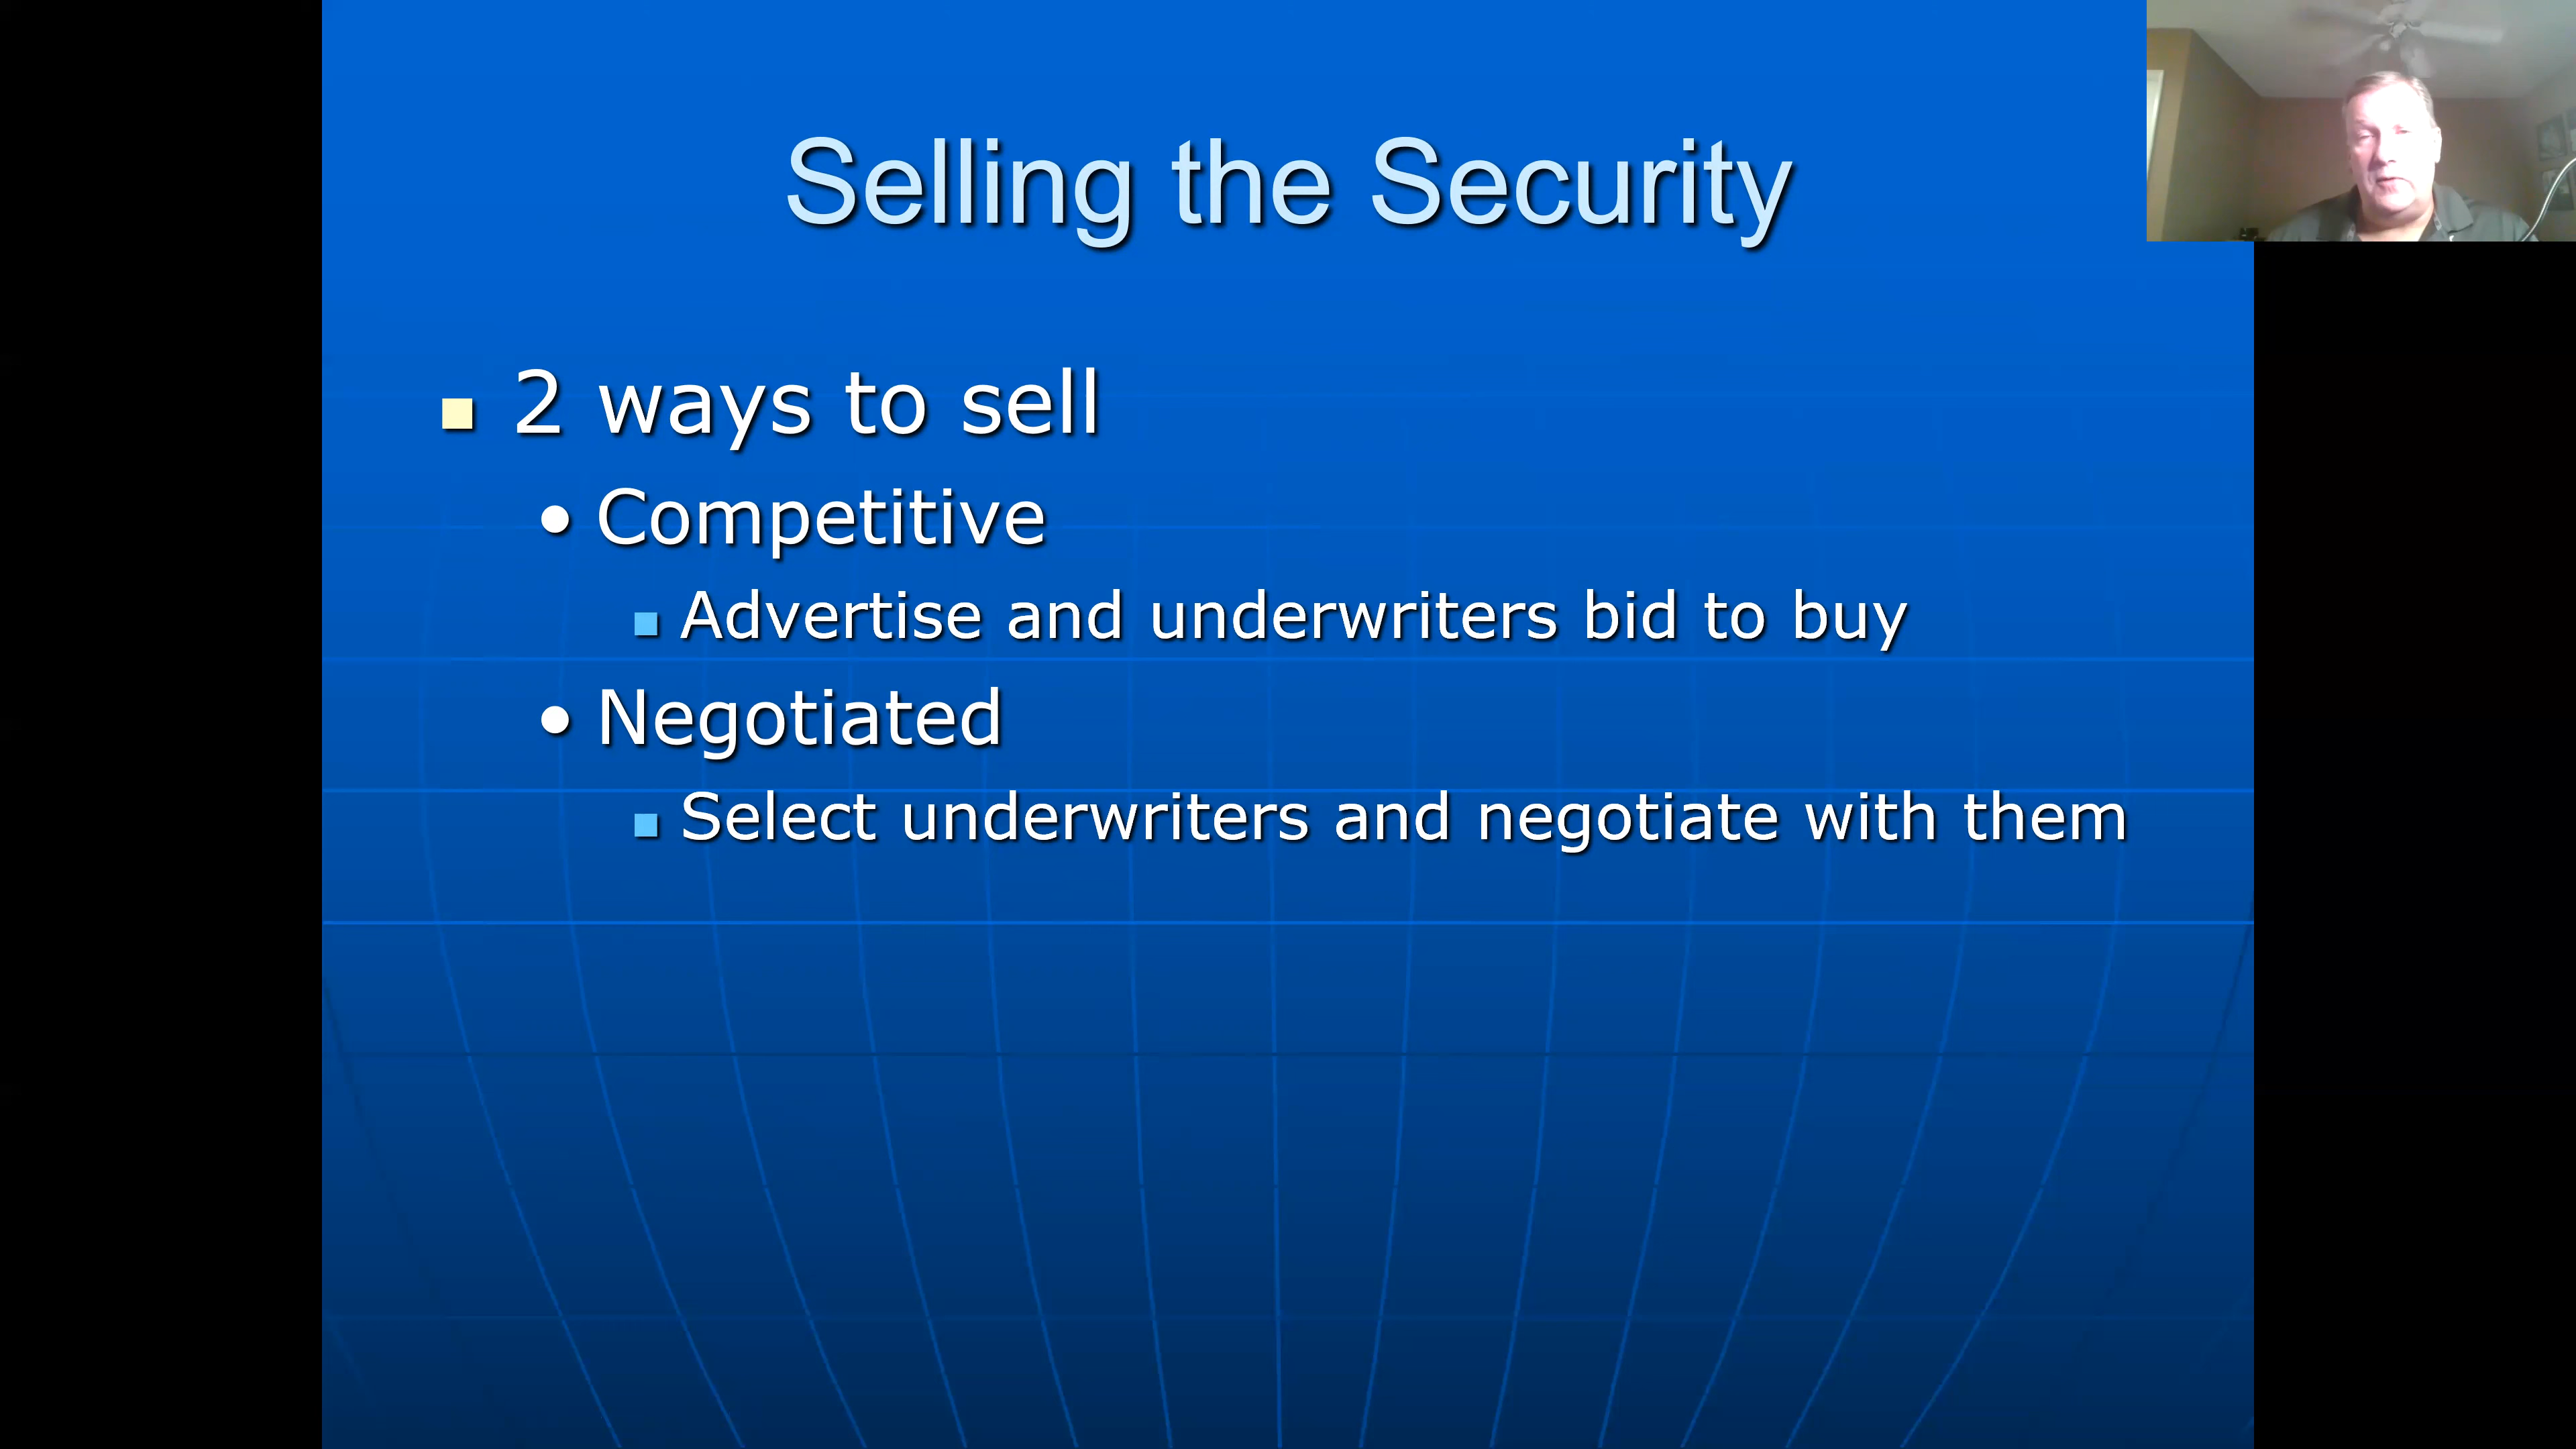 Selling the Security
2 ways to sell
Competitive
Advertise and underwriters bid to buy
Negotiated
Select underwriters and negotiate with them